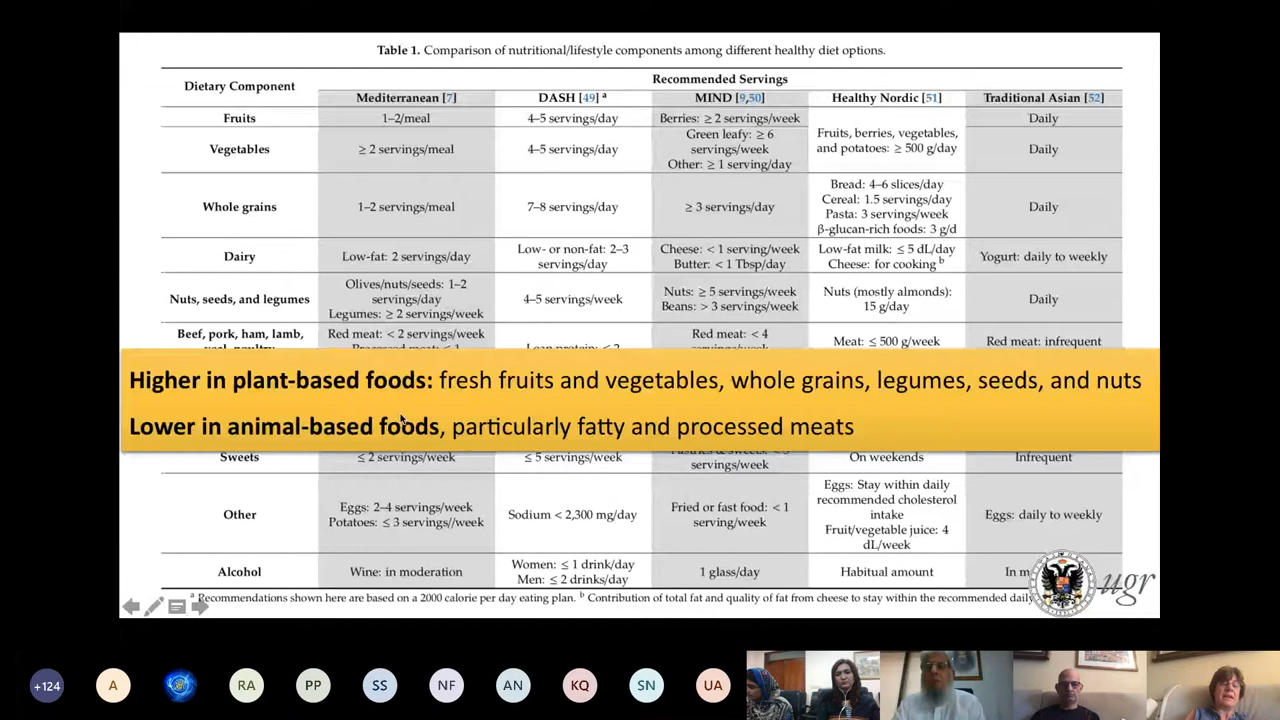 Table 1. Comparison of nutritional/lifestyle components among different healthy diet options.
Dietary Component
Recommended Servings
Mediterranean [7] DASH [49] a MIND [9,50] Healthy Nordic [51] Traditional Asian [52]
Fruits 1–2/meal 4–5 servings/day Berries: ≥ 2 servings/week Daily
Vegetables ≥ 2 servings/meal 4–5 servings/day Green leafy: ≥ 6
servings/week
Other: ≥ 1 serving/day
Fruits, berries, vegetables,
and potatoes: ≥ 500 g/day
Daily
Whole grains 1–2 servings/meal 7–8 servings/day ≥ 3 servings/day
Bread: 4–6 slices/day
Cereal: 1.5 servings/day
Pasta: 3 servings/week
β-glucan-rich foods: 3 g/d
Daily
Dairy Low-fat: 2 servings/day
Low- or non-fat: 2–3
servings/day
Cheese: < 1 serving/week
Butter: < 1 Tbsp/day
Low-fat milk: ≤ 5 dL/day
Cheese: for cooking b
Yogurt: daily to weekly
Nuts, seeds, and legumes
Olives/nuts/seeds: 1–2
servings/day
Legumes: ≥ 2 servings/week
4–5 servings/week
Nuts: ≥ 5 servings/week
Beans: > 3 servings/week
Nuts (mostly almonds):
15 g/day
Daily
Beef, pork, ham, lamb,
Red meat: < 2 servings/week
Red meat: < 4
Meat: ≤ 500 g/week
Red meat: infrequent
Higher in plant-based foods: fresh fruits and vegetables, whole grains, legumes, seeds, and nuts
Lower in animal-based foods, particularly fatty and processed meats
Sweets ≤ 2 servings/week ≤ 5 servings/week
servings/week
On weekends Infrequent
Other
Eggs: 2–4 servings/week
Potatoes: ≤ 3 servings//week
Sodium < 2,300 mg/day
Fried or fast food: < 1
serving/week
Eggs: Stay within daily
recommended cholesterol
intake
Fruit/vegetable juice: 4
dL/week
Eggs: daily to weekly
Alcohol Wine: in moderation
Women: ≤ 1 drink/day
Men: ≤ 2 drinks/day
1 glass/day Habitual amount In
a Recommendations shown here are based on a 2000 calorie per day eating plan. b Contribution of total fat and quality of fat from cheese to stay within the recommended daily
ugr
+124 A RA PP SS NF AN KQ SN UA